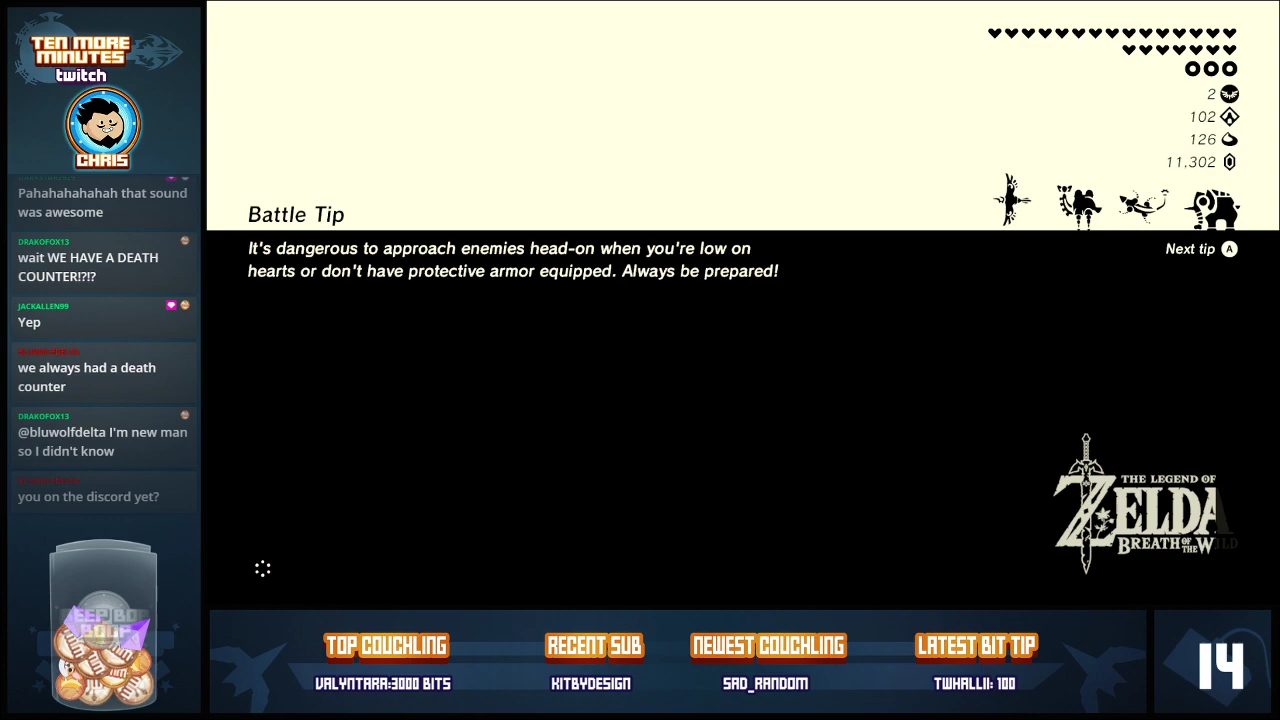 TEN MORE
MINUTES
twitch
CHRIS
Pahahahahahah that sound
was awesome
DRAKOFOX13
wait WE HAVE A DEATH
COUNTER!?!?
JACKALLEN99
Yep
we always had a death
counter
DRAKOFOX13
@bluwolfdelta I'm new man
so I didn't know
you on the discord yet?
BEEP BOP
BOOP
2
102
126
11,302
Battle Tip
It's dangerous to approach enemies head-on when you're low on
hearts or don't have protective armor equipped. Always be prepared!
Next tip A
THE LEGEND OF
ZELDA
BREATH OF THE WILD
TOP COUCHLING
VALYNTARA:3000 BITS
RECENT SUB
KITBYDESIGN
NEWEST COUCHLING
SAD_RANDOM
LATEST BIT TIP
TWHALLII: 100
14